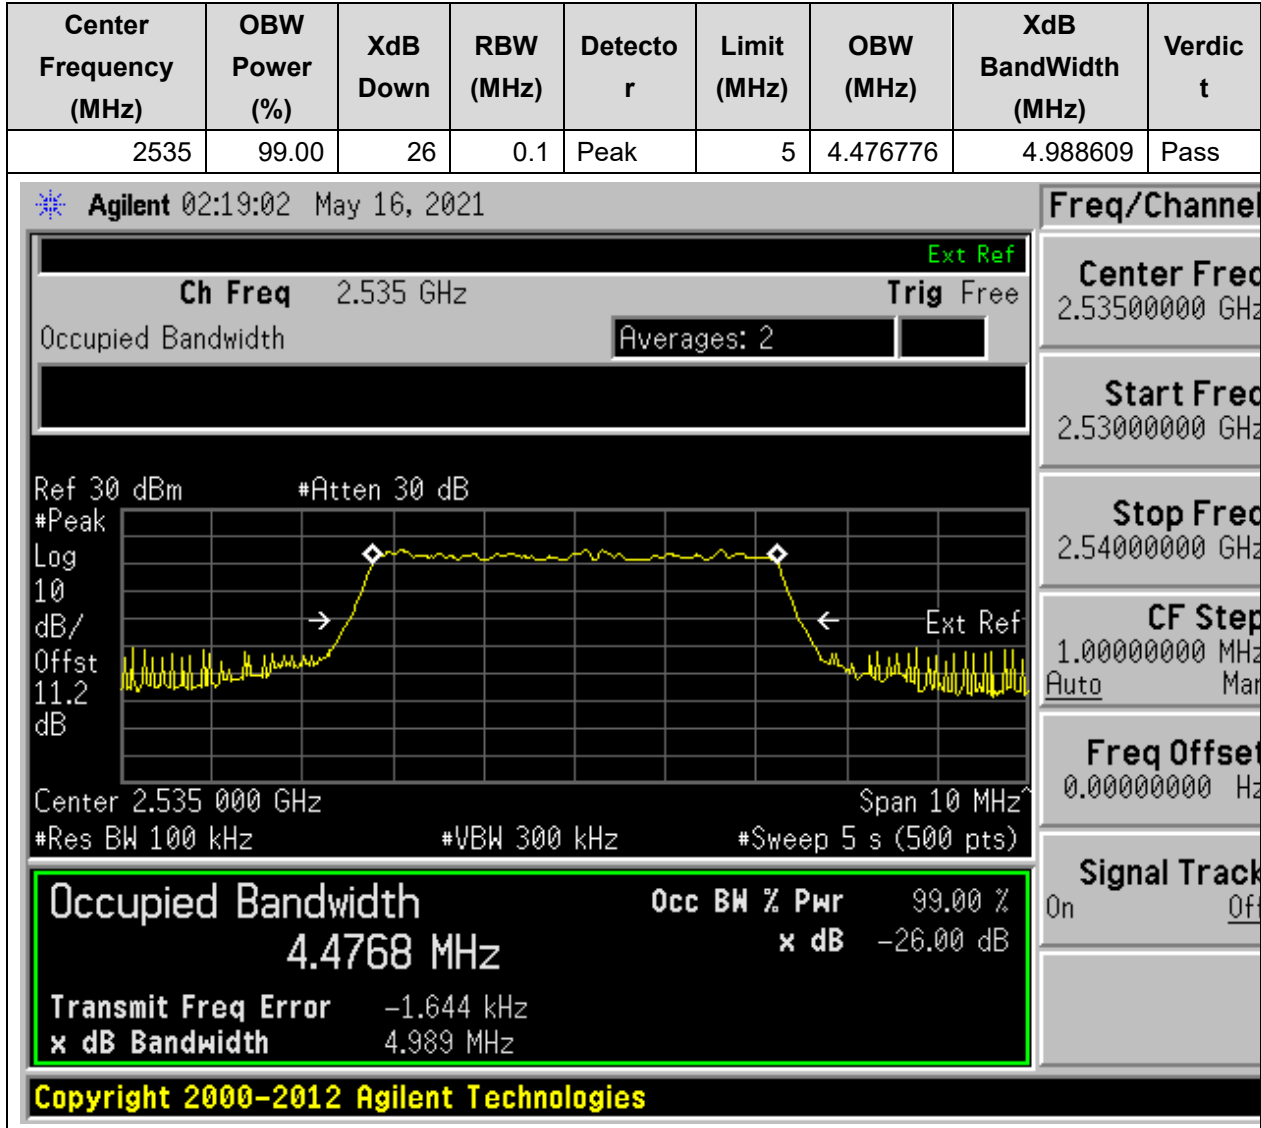 Center Frequency (MHz) OBW Power (%) XdB Down RBW (MHz) Detector Limit (MHz) OBW (MHz) XdB BandWidth (MHz) Verdict
2535 99.00 26 0.1 Peak 5 4.476776 4.988609 Pass
Agilent 02:19:02 May 16, 2021
Ext Ref
Ch Freq 2.535 GHz Trig Free
Occupied Bandwidth Averages: 2
Ref 30 dBm #Atten 30 dB
#Peak
Log
10
dB/
Offst
11.2
dB
Ext Ref
Center 2.535 000 GHz Span 10 MHz^
#Res BW 100 kHz #VBW 300 kHz #Sweep 5 s (500 pts)
Occupied Bandwidth Occ BW % Pwr 99.00 %
4.4768 MHz x dB -26.00 dB
Transmit Freq Error -1.644 kHz
x dB Bandwidth 4.989 MHz
Copyright 2000-2012 Agilent Technologies
Freq/Channel
Center Freq
2.53500000 GHz
Start Freq
2.53000000 GHz
Stop Freq
2.54000000 GHz
CF Step
1.00000000 MHz
Auto Man
Freq Offset
0.00000000 Hz
Signal Track
On Off